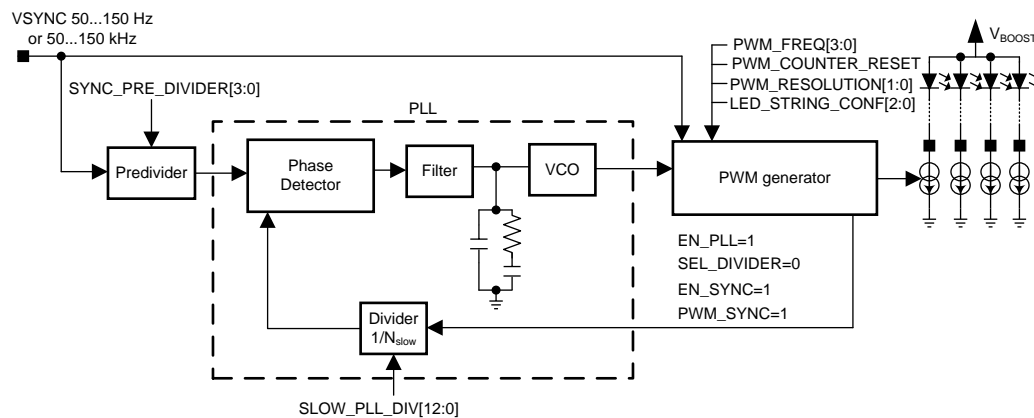 VSYNC 50...150 Hz
or 50...150 kHz
SYNC_PRE_DIVIDER[3:0]
PLL
PWM_FREQ[3:0]
PWM_COUNTER_RESET
PWM_RESOLUTION[1:0]
LED_STRING_CONF[2:0]
VBOOST
Predivider
Phase
Detector
Filter
VCO
PWM generator
EN_PLL=1
SEL_DIVIDER=0
EN_SYNC=1
PWM_SYNC=1
Divider
1/Nslow
SLOW_PLL_DIV[12:0]